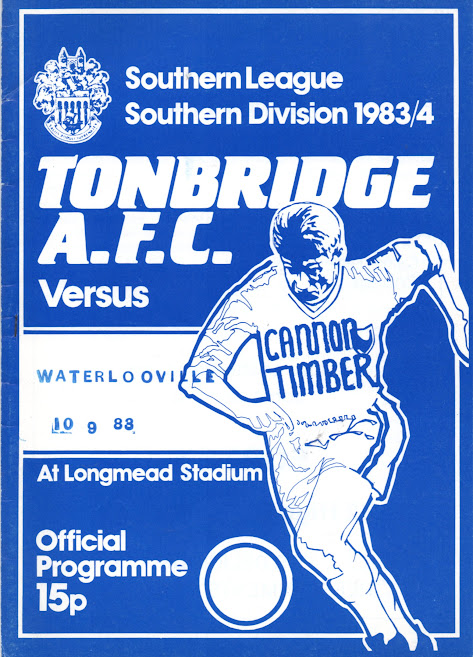 Southern League
Southern Division 1983/4
TONBRIDGE
A.F.C.
Versus
WATERLOOVILLE
10 9 83
At Longmead Stadium
CANNON
TIMBER
Official
Programme
15p